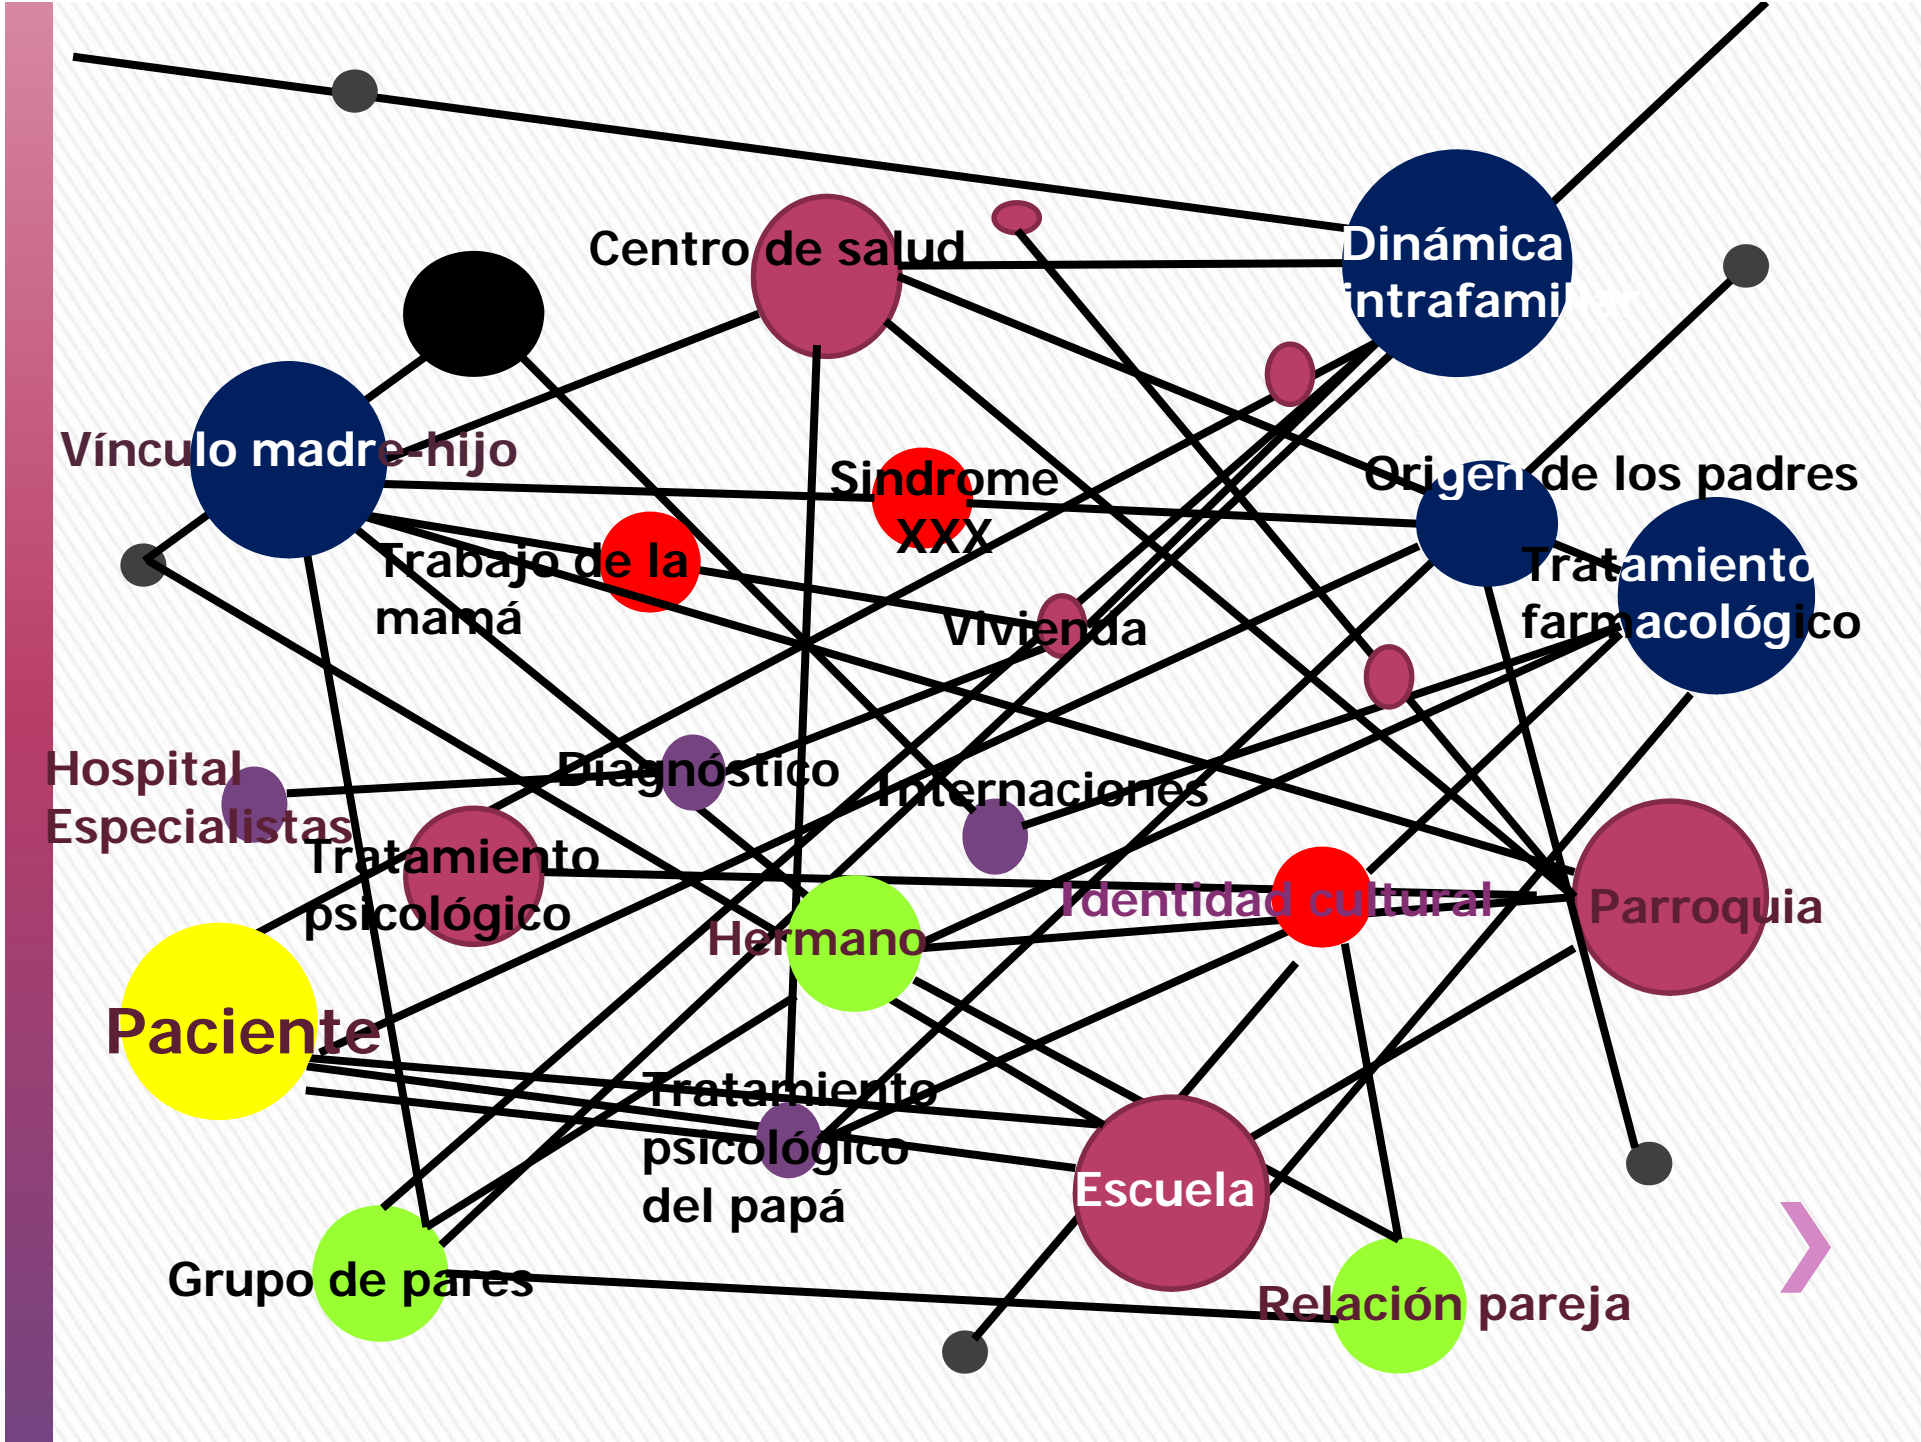 Centro de salud
Dinámica
intrafamiliar
Vínculo madre-hijo
Sindrome
XXX
Origen de los padres
Trabajo de la
mamá
Tratamiento
farmacológico
Vivienda
Hospital
Especialistas
Diagnóstico
Internaciones
Tratamiento
psicológico
Identidad cultural
Parroquia
Hermano
Paciente
Tratamiento
psicológico
del papá
Escuela
Grupo de pares
Relación pareja